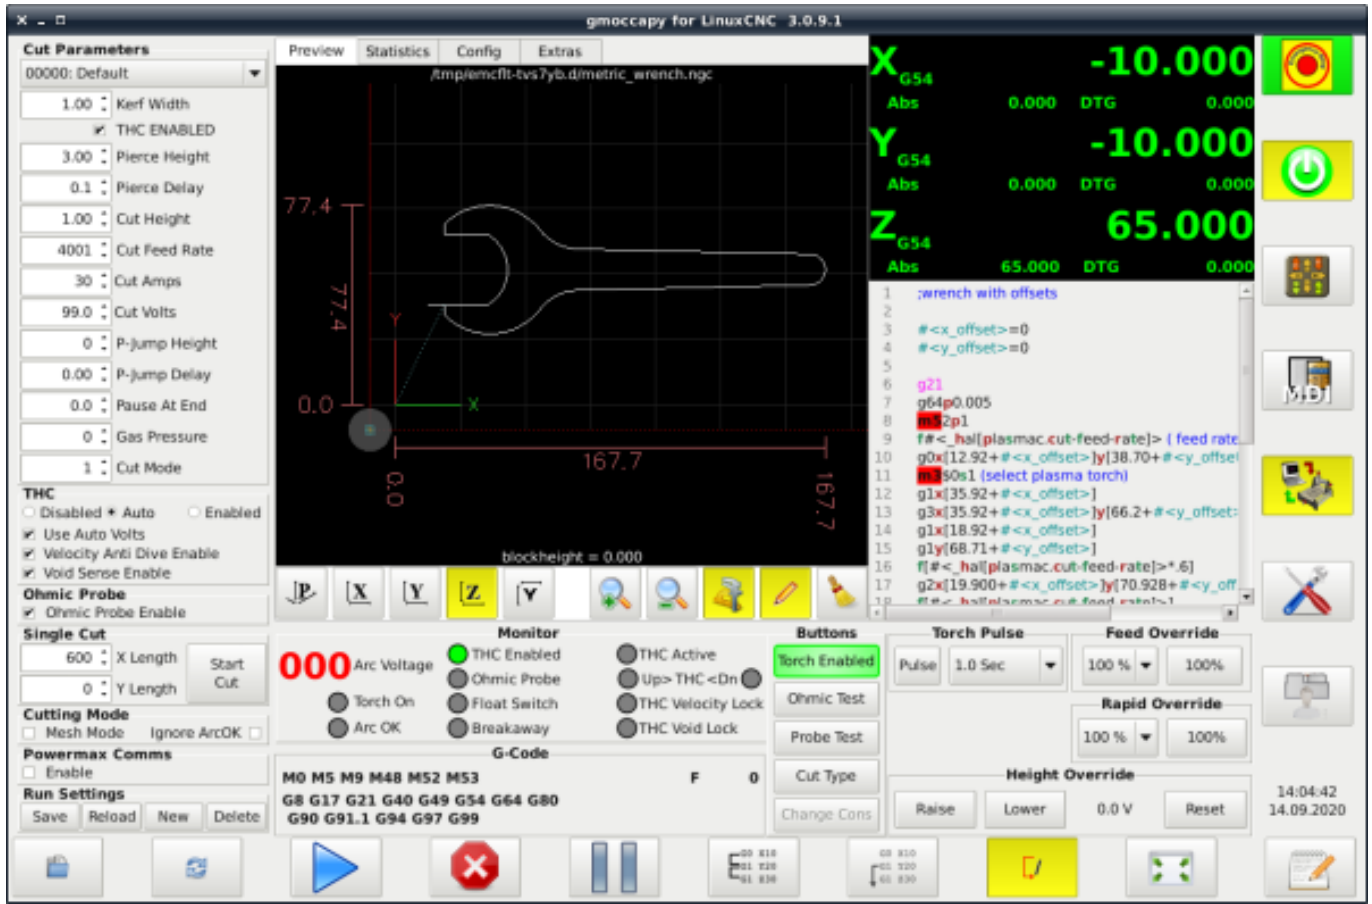 gmoccapy for LinuxCNC 3.0.9.1
Cut Parameters
00000: Default
1.00 Kerf Width
THC ENABLED
3.00 Pierce Height
0.1 Pierce Delay
1.00 Cut Height
4001 Cut Feed Rate
30 Cut Amps
99.0 Cut Volts
0 P-Jump Height
0.00 P-Jump Delay
0.0 Pause At End
0 Gas Pressure
1 Cut Mode
THC
Disabled Auto Enabled
Use Auto Volts
Velocity Anti Dive Enable
Void Sense Enable
Ohmic Probe
Ohmic Probe Enable
Single Cut
600 X Length
0 Y Length
Start
Cut
Cutting Mode
Mesh Mode Ignore ArcOK
Powermax Comms
Enable
Run Settings
Save Reload New Delete
Preview Statistics Config Extras
/tmp/emcflt-tvs7yb.d/metric_wrench.ngc
77.4
77.4
Y
0.0
X
167.7
0.0
167.7
blockheight = 0.000
P X Y Z Y
X G54 -10.000
Abs 0.000 DTG 0.000
Y G54 -10.000
Abs 0.000 DTG 0.000
Z G54 65.000
Abs 65.000 DTG 0.000
1 ;wrench with offsets
2
3 #<x_offset>=0
4 #<y_offset>=0
5
6 g21
7 g64p0.005
8 m52p1
9 f#<_hal[plasmac.cut-feed-rate]> ( feed rate
10 g0x[12.92+#<x_offset>]y[38.70+#<y_offset
11 m3$0s1 (select plasma torch)
12 g1x[35.92+#<x_offset>]
13 g3x[35.92+#<x_offset>]y[66.2+#<y_offset>
14 g1x[18.92+#<x_offset>]
15 g1y[68.71+#<y_offset>]
16 f[#<_hal[plasmac.cut-feed-rate]>*.6]
17 g2x[19.900+#<x_offset>]y[70.928+#<y_off
18 f[#<_hal[plasmac.cut-feed-rate]>]
MDI
Monitor
000 Arc Voltage
Torch On
Arc OK
THC Enabled
Ohmic Probe
Float Switch
Breakaway
THC Active
Up> THC <Dn
THC Velocity Lock
THC Void Lock
G-Code
M0 M5 M9 M48 M52 M53 F 0
G8 G17 G21 G40 G49 G54 G64 G80
G90 G91.1 G94 G97 G99
Buttons
Torch Enabled
Ohmic Test
Probe Test
Cut Type
Change Cons
Torch Pulse
Pulse 1.0 Sec
Feed Override
100 % 100%
Rapid Override
100 % 100%
Height Override
Raise Lower 0.0 V Reset
14:04:42
14.09.2020